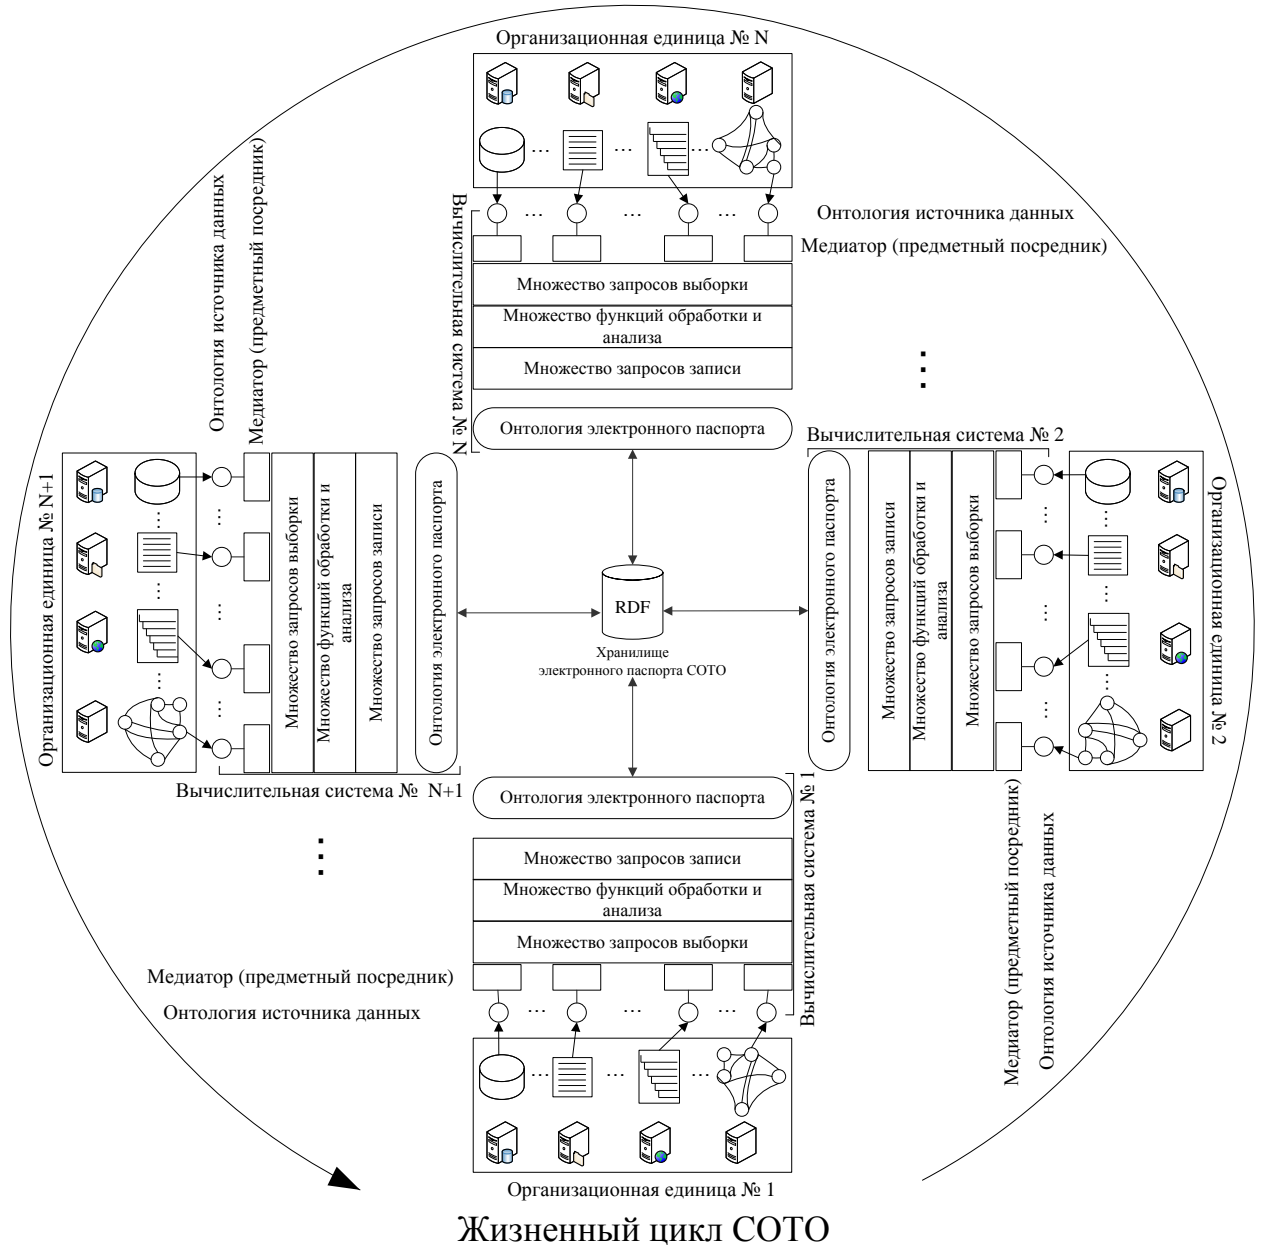 Организационная единица № N
Онтология источника данных
Медиатор (предметный посредник)
Множество запросов выборки
Множество функций обработки и
анализа
Множество запросов записи
Онтология электронного паспорта
Вычислительная система № N
Онтология источника данных
Медиатор (предметный посредник)
Организационная единица № N+1
Множество запросов выборки
Множество функций обработки и
анализа
Множество запросов записи
Онтология электронного паспорта
Вычислительная система № N+1
RDF
Хранилище
электронного паспорта СОТО
Вычислительная система № 2
Онтология электронного паспорта
Множество запросов записи
Множество функций обработки и
анализа
Множество запросов выборки
Организационная единица № 2
Медиатор (предметный посредник)
Онтология источника данных
Онтология электронного паспорта
Вычислительная система № 1
Множество запросов записи
Множество функций обработки и
анализа
Множество запросов выборки
Медиатор (предметный посредник)
Онтология источника данных
Организационная единица № 1
Жизненный цикл СОТО